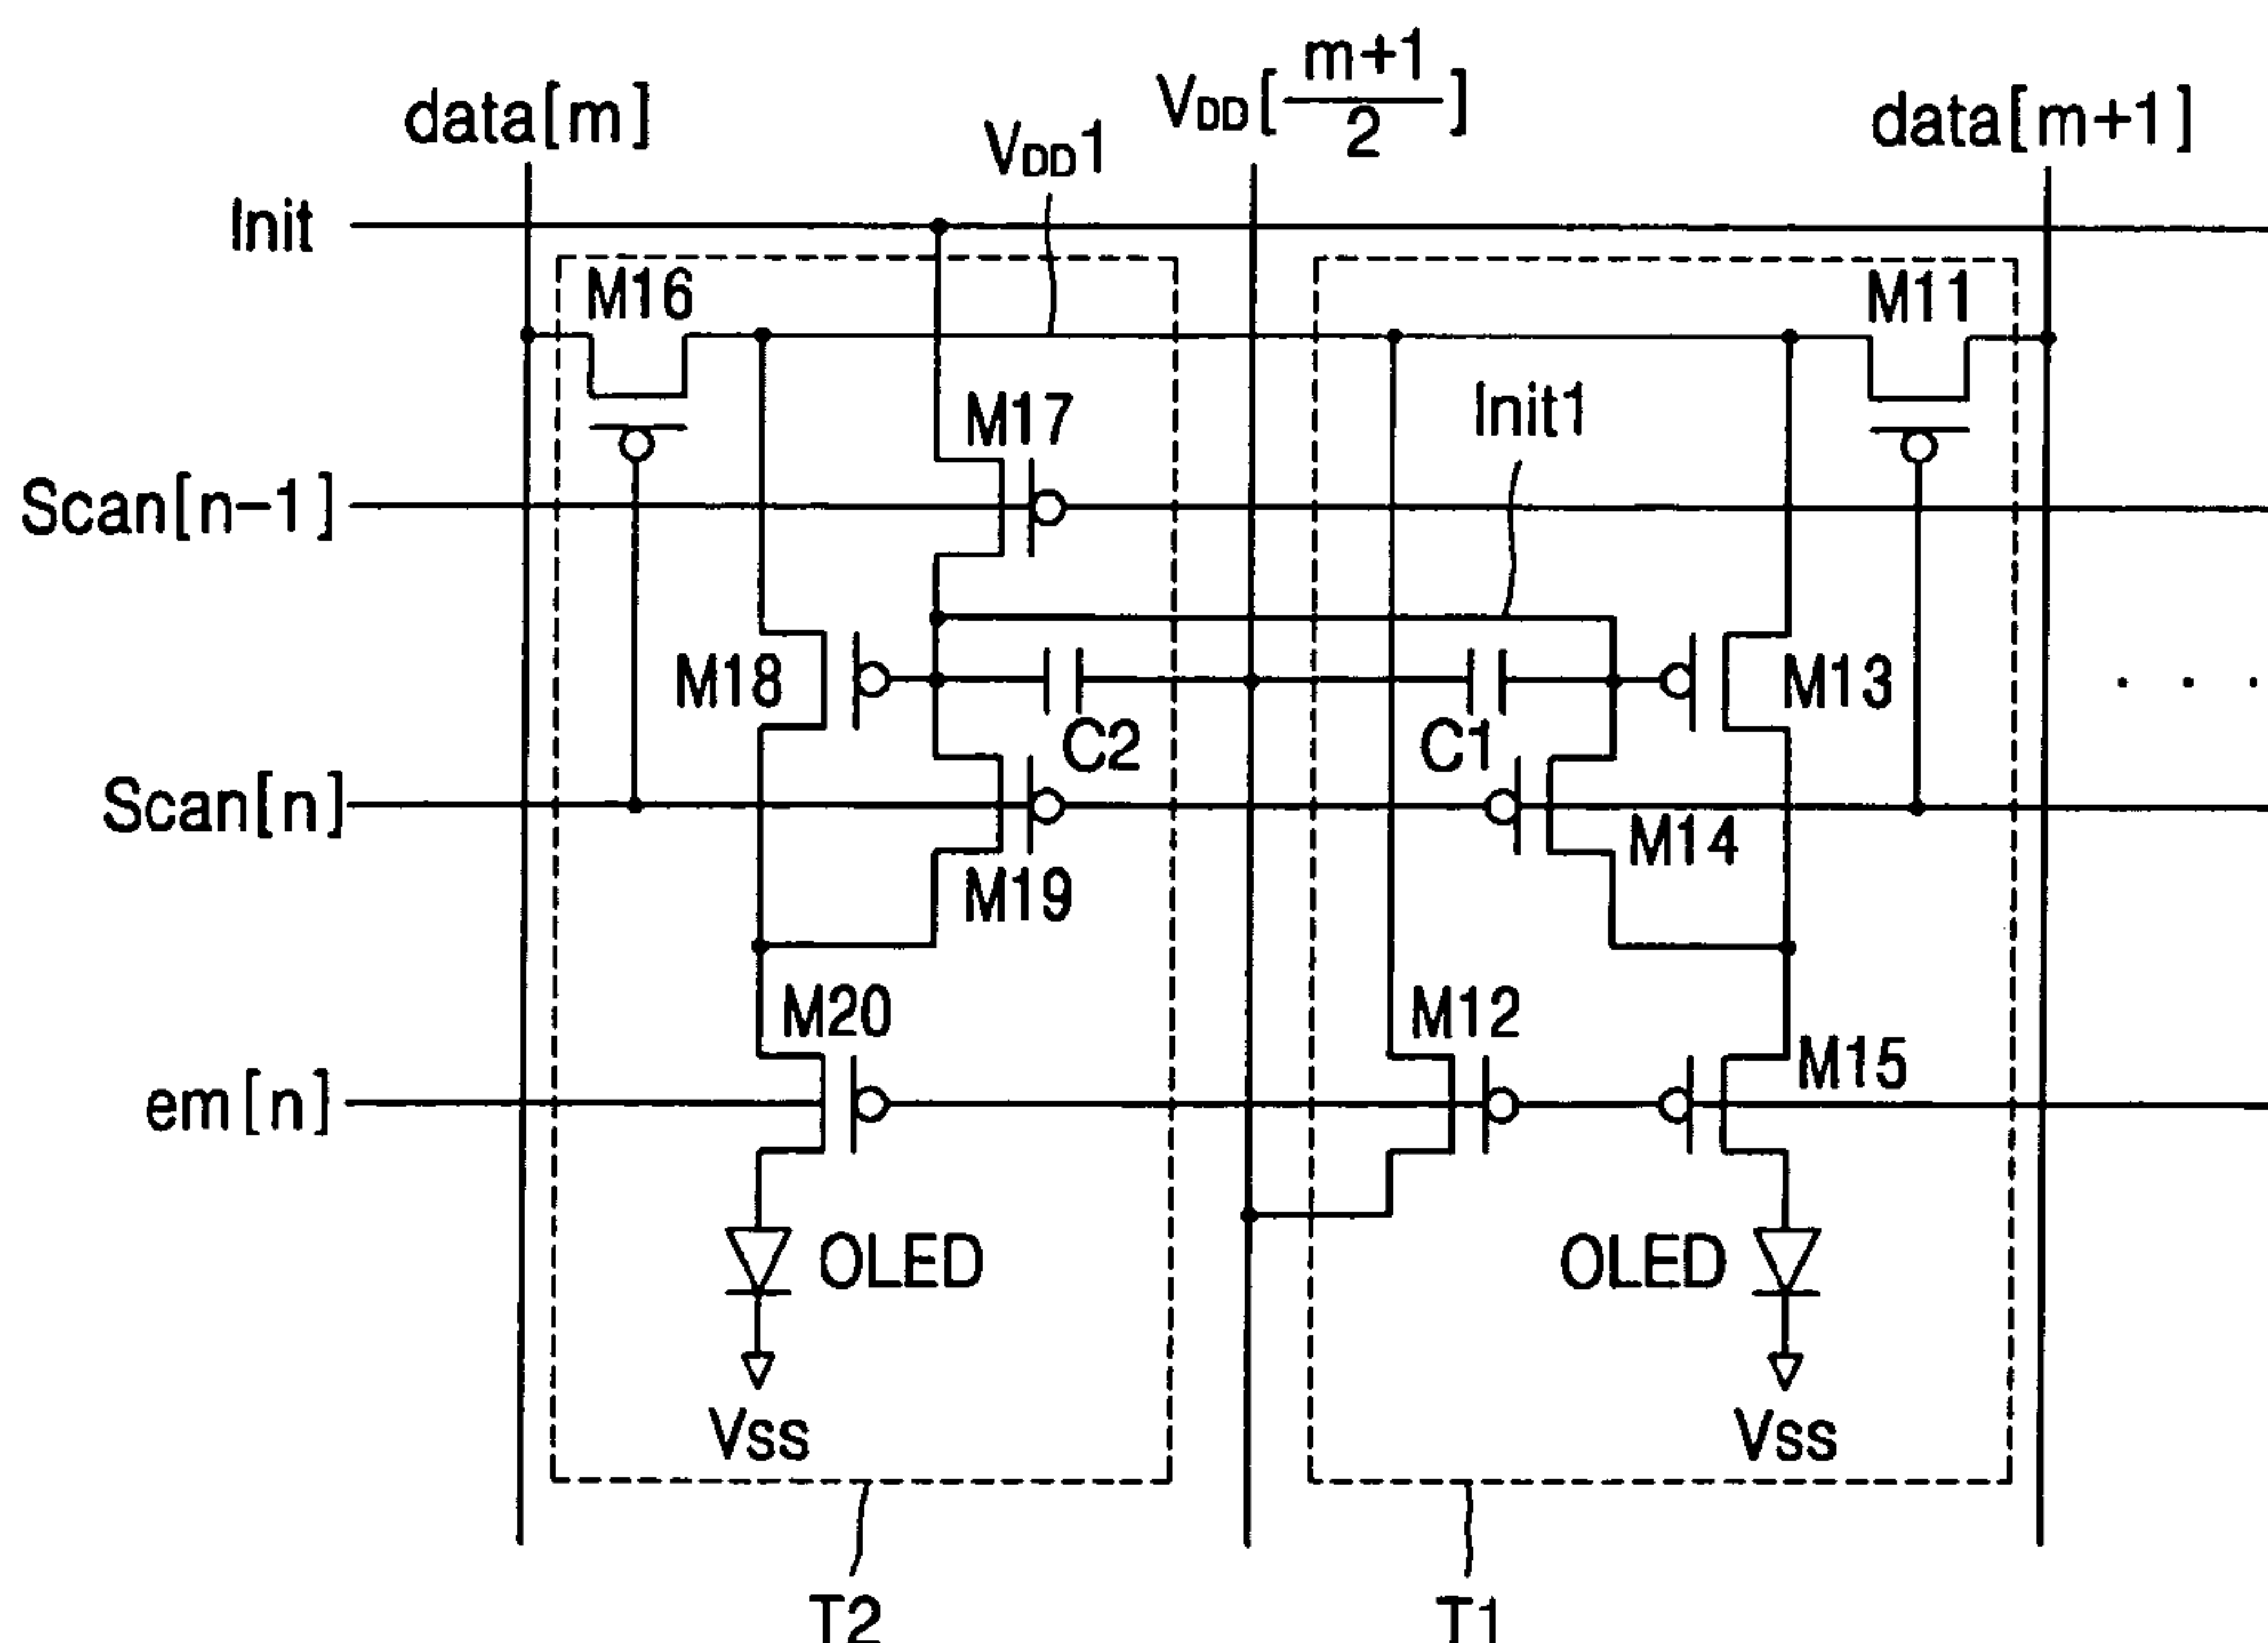 data[m]
VDD1
VDD[m+1/2]
data[m+1]
Init
M16
M11
M17
Init1
Scan[n-1]
M18
C2
C1
M13
Scan[n]
M19
M14
M20
M12
M15
em[n]
OLED
OLED
Vss
Vss
T2
T1